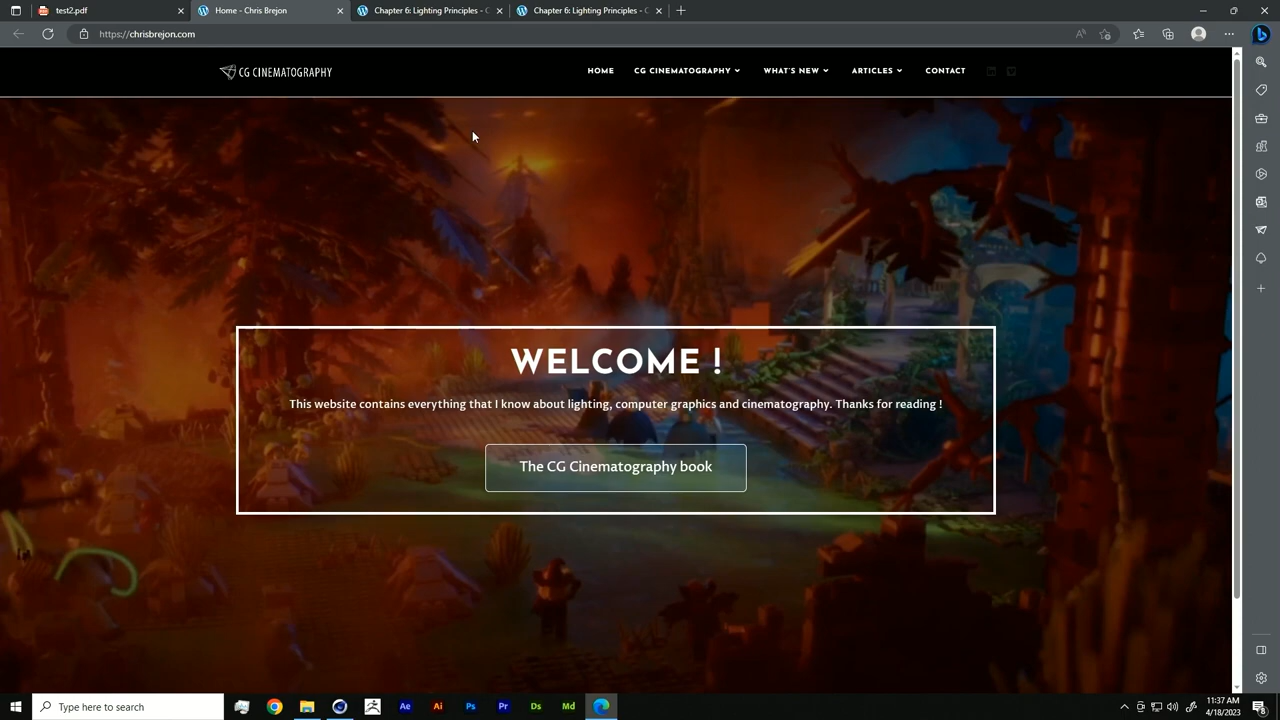 test2.pdf
Home - Chris Brejon
Chapter 6: Lighting Principles - C
Chapter 6: Lighting Principles - C
https://chrisbrejon.com
CG CINEMATOGRAPHY
HOME
CG CINEMATOGRAPHY
WHAT'S NEW
ARTICLES
CONTACT
WELCOME !
This website contains everything that I know about lighting, computer graphics and cinematography. Thanks for reading !
The CG Cinematography book
Type here to search
Ae
Ai
Ps
Pr
Ds
Md
11:37 AM
4/18/2023